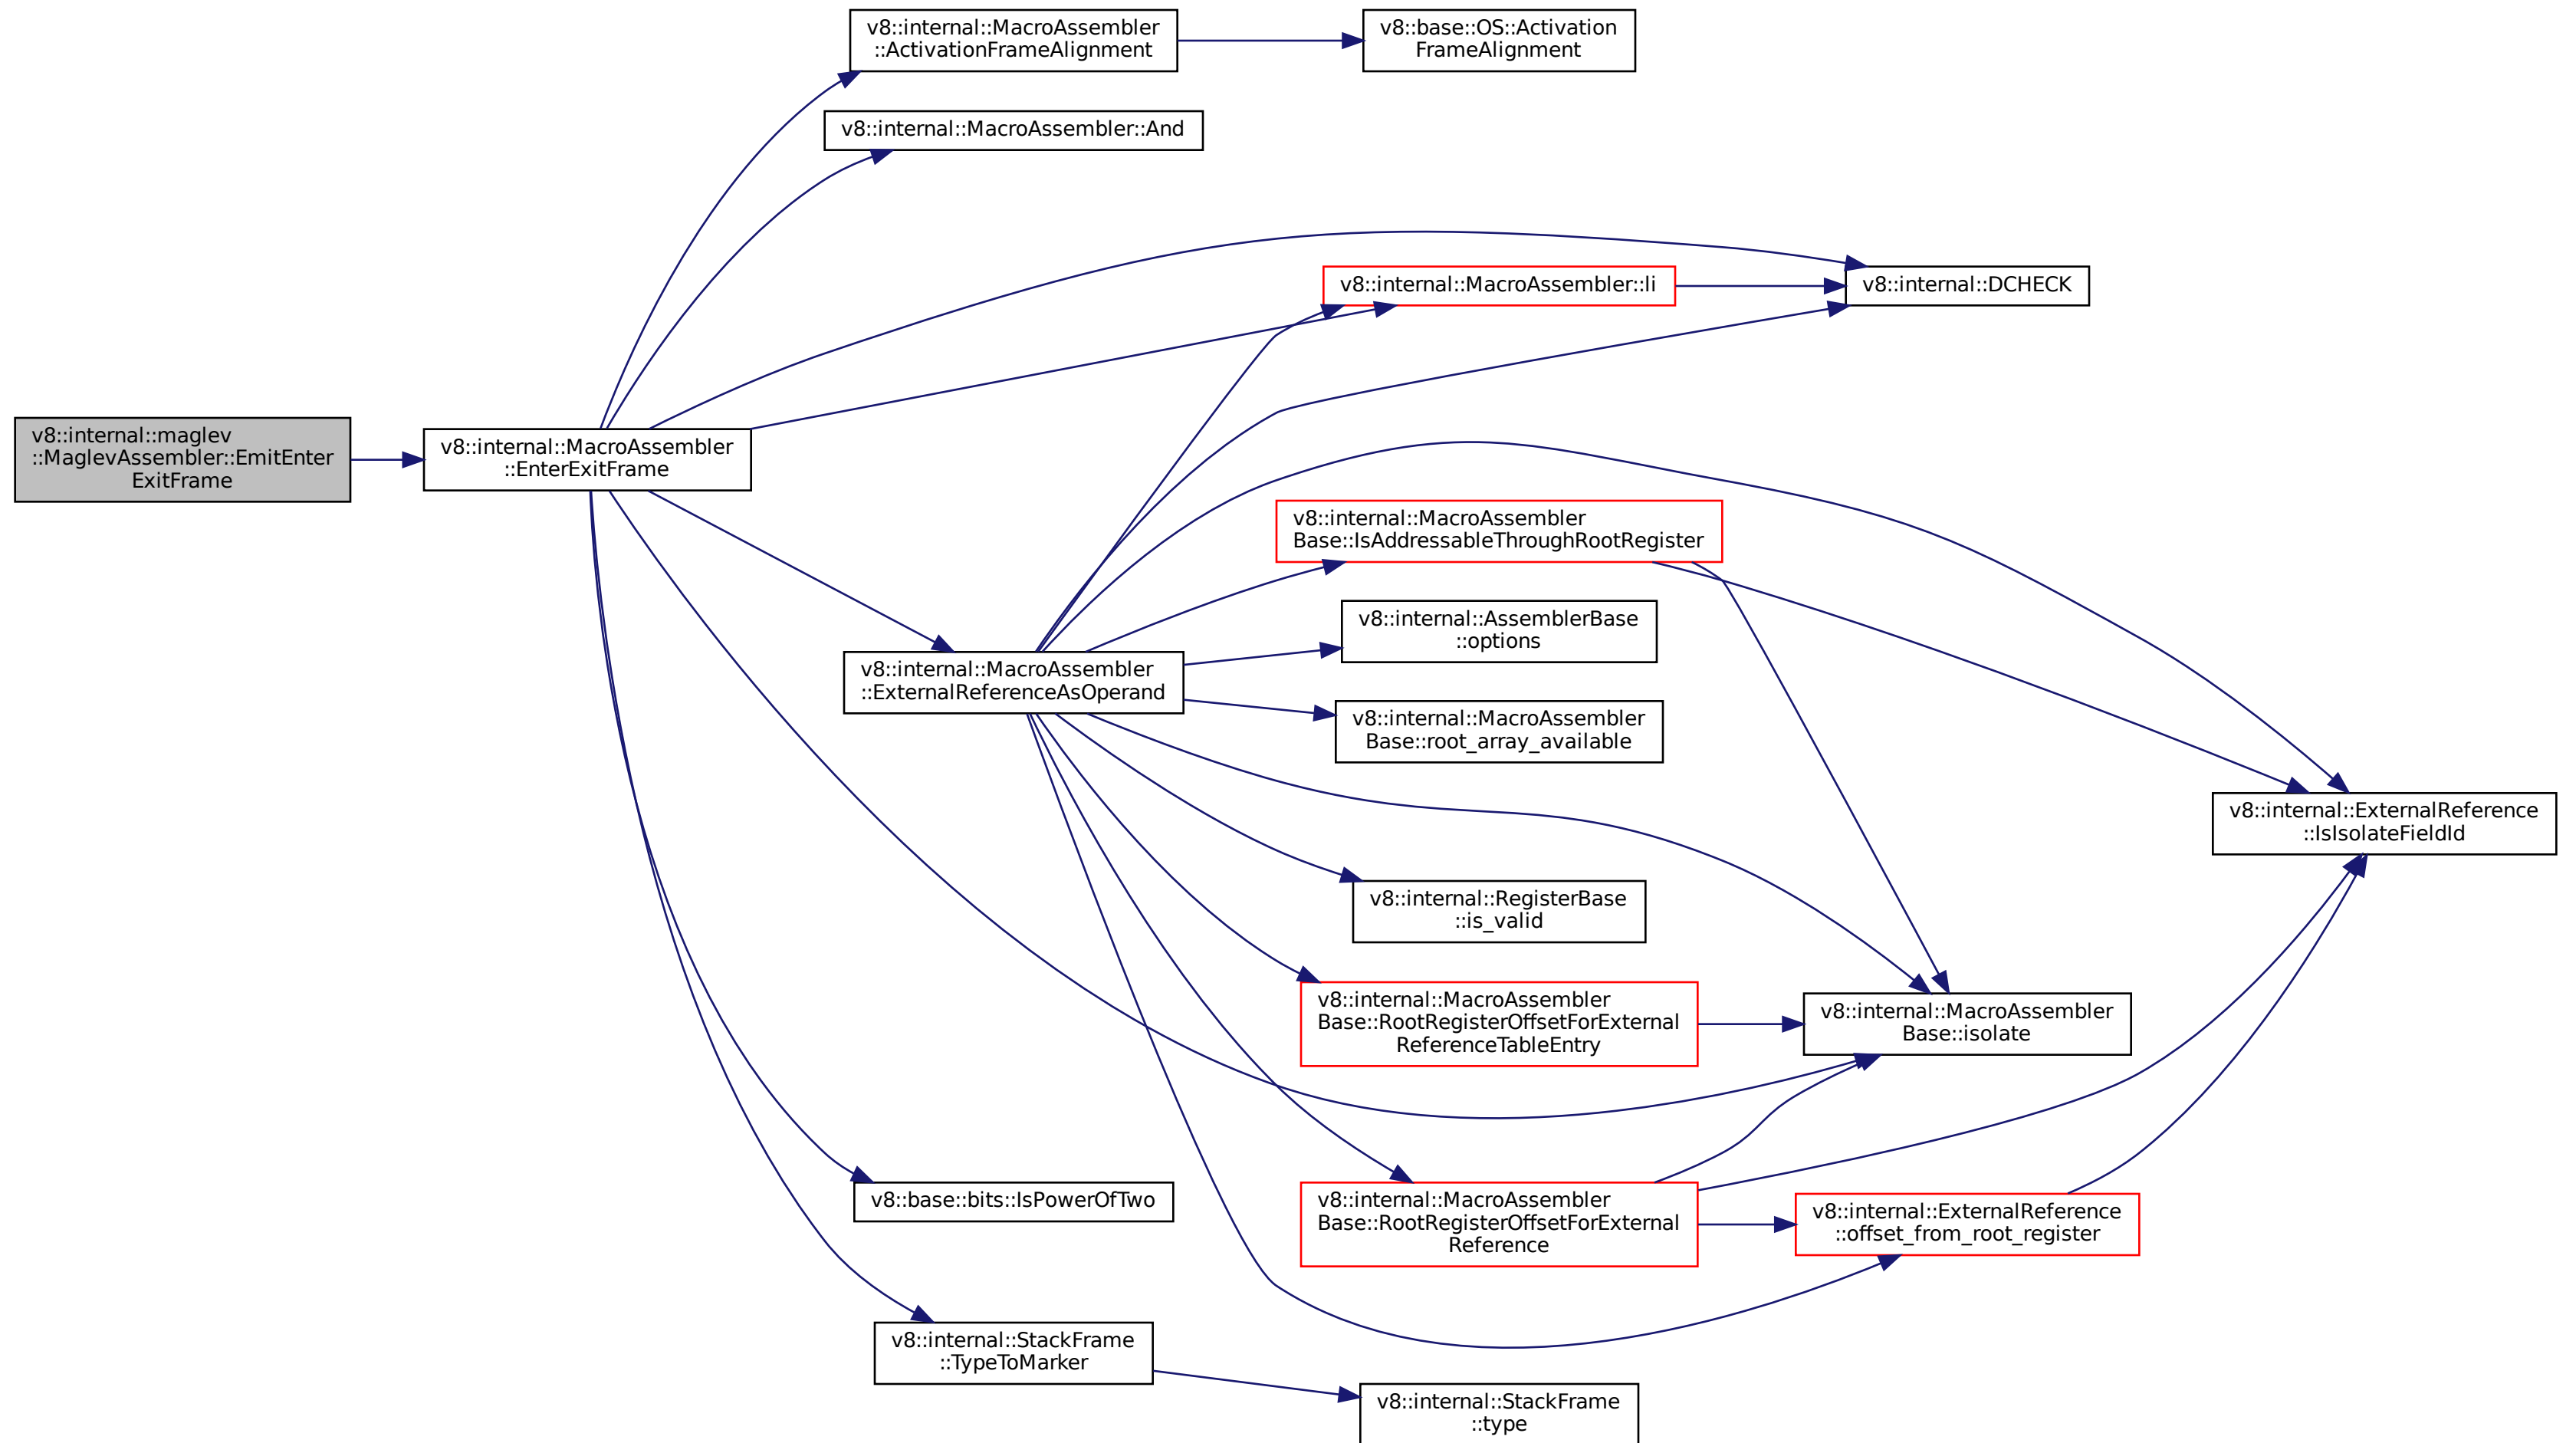 v8::internal::MacroAssembler
::ActivationFrameAlignment
v8::base::OS::Activation
FrameAlignment
v8::internal::MacroAssembler::And
v8::internal::MacroAssembler::li
v8::internal::DCHECK
v8::internal::maglev
::MaglevAssembler::EmitEnter
ExitFrame
v8::internal::MacroAssembler
::EnterExitFrame
v8::internal::MacroAssembler
Base::IsAddressableThroughRootRegister
v8::internal::AssemblerBase
::options
v8::internal::MacroAssembler
::ExternalReferenceAsOperand
v8::internal::MacroAssembler
Base::root_array_available
v8::internal::ExternalReference
::IsIsolateFieldId
v8::internal::RegisterBase
::is_valid
v8::internal::MacroAssembler
Base::RootRegisterOffsetForExternal
ReferenceTableEntry
v8::internal::MacroAssembler
Base::isolate
v8::base::bits::IsPowerOfTwo
v8::internal::MacroAssembler
Base::RootRegisterOffsetForExternal
Reference
v8::internal::ExternalReference
::offset_from_root_register
v8::internal::StackFrame
::TypeToMarker
v8::internal::StackFrame
::type